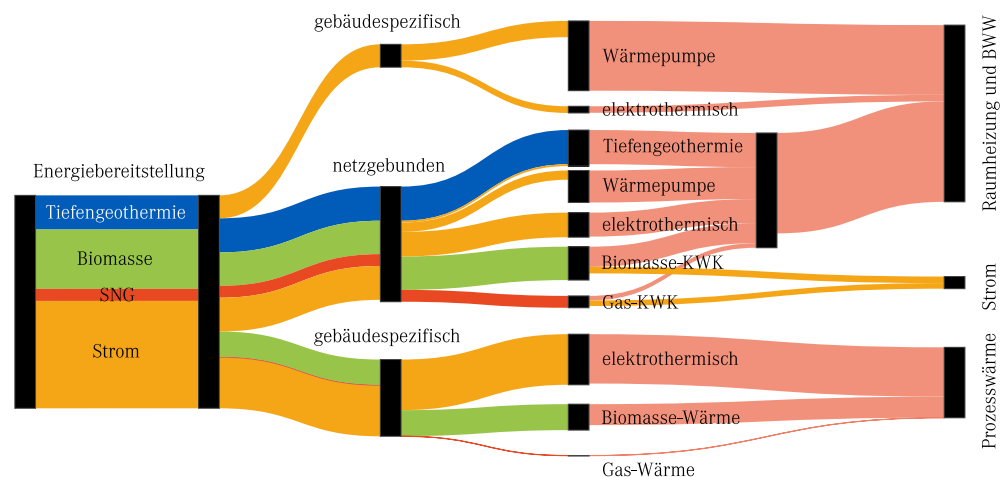 Energiebereitstellung
Tiefengeothermie
Biomasse
SNG
Strom
gebäudespezifisch
netzgebunden
gebäudespezifisch
Wärmepumpe
elektrothermisch
Tiefengeothermie
Wärmepumpe
elektrothermisch
Biomasse-KWK
Gas-KWK
elektrothermisch
Biomasse-Wärme
Gas-Wärme
Raumheizung und BWW
Strom
Prozesswärme